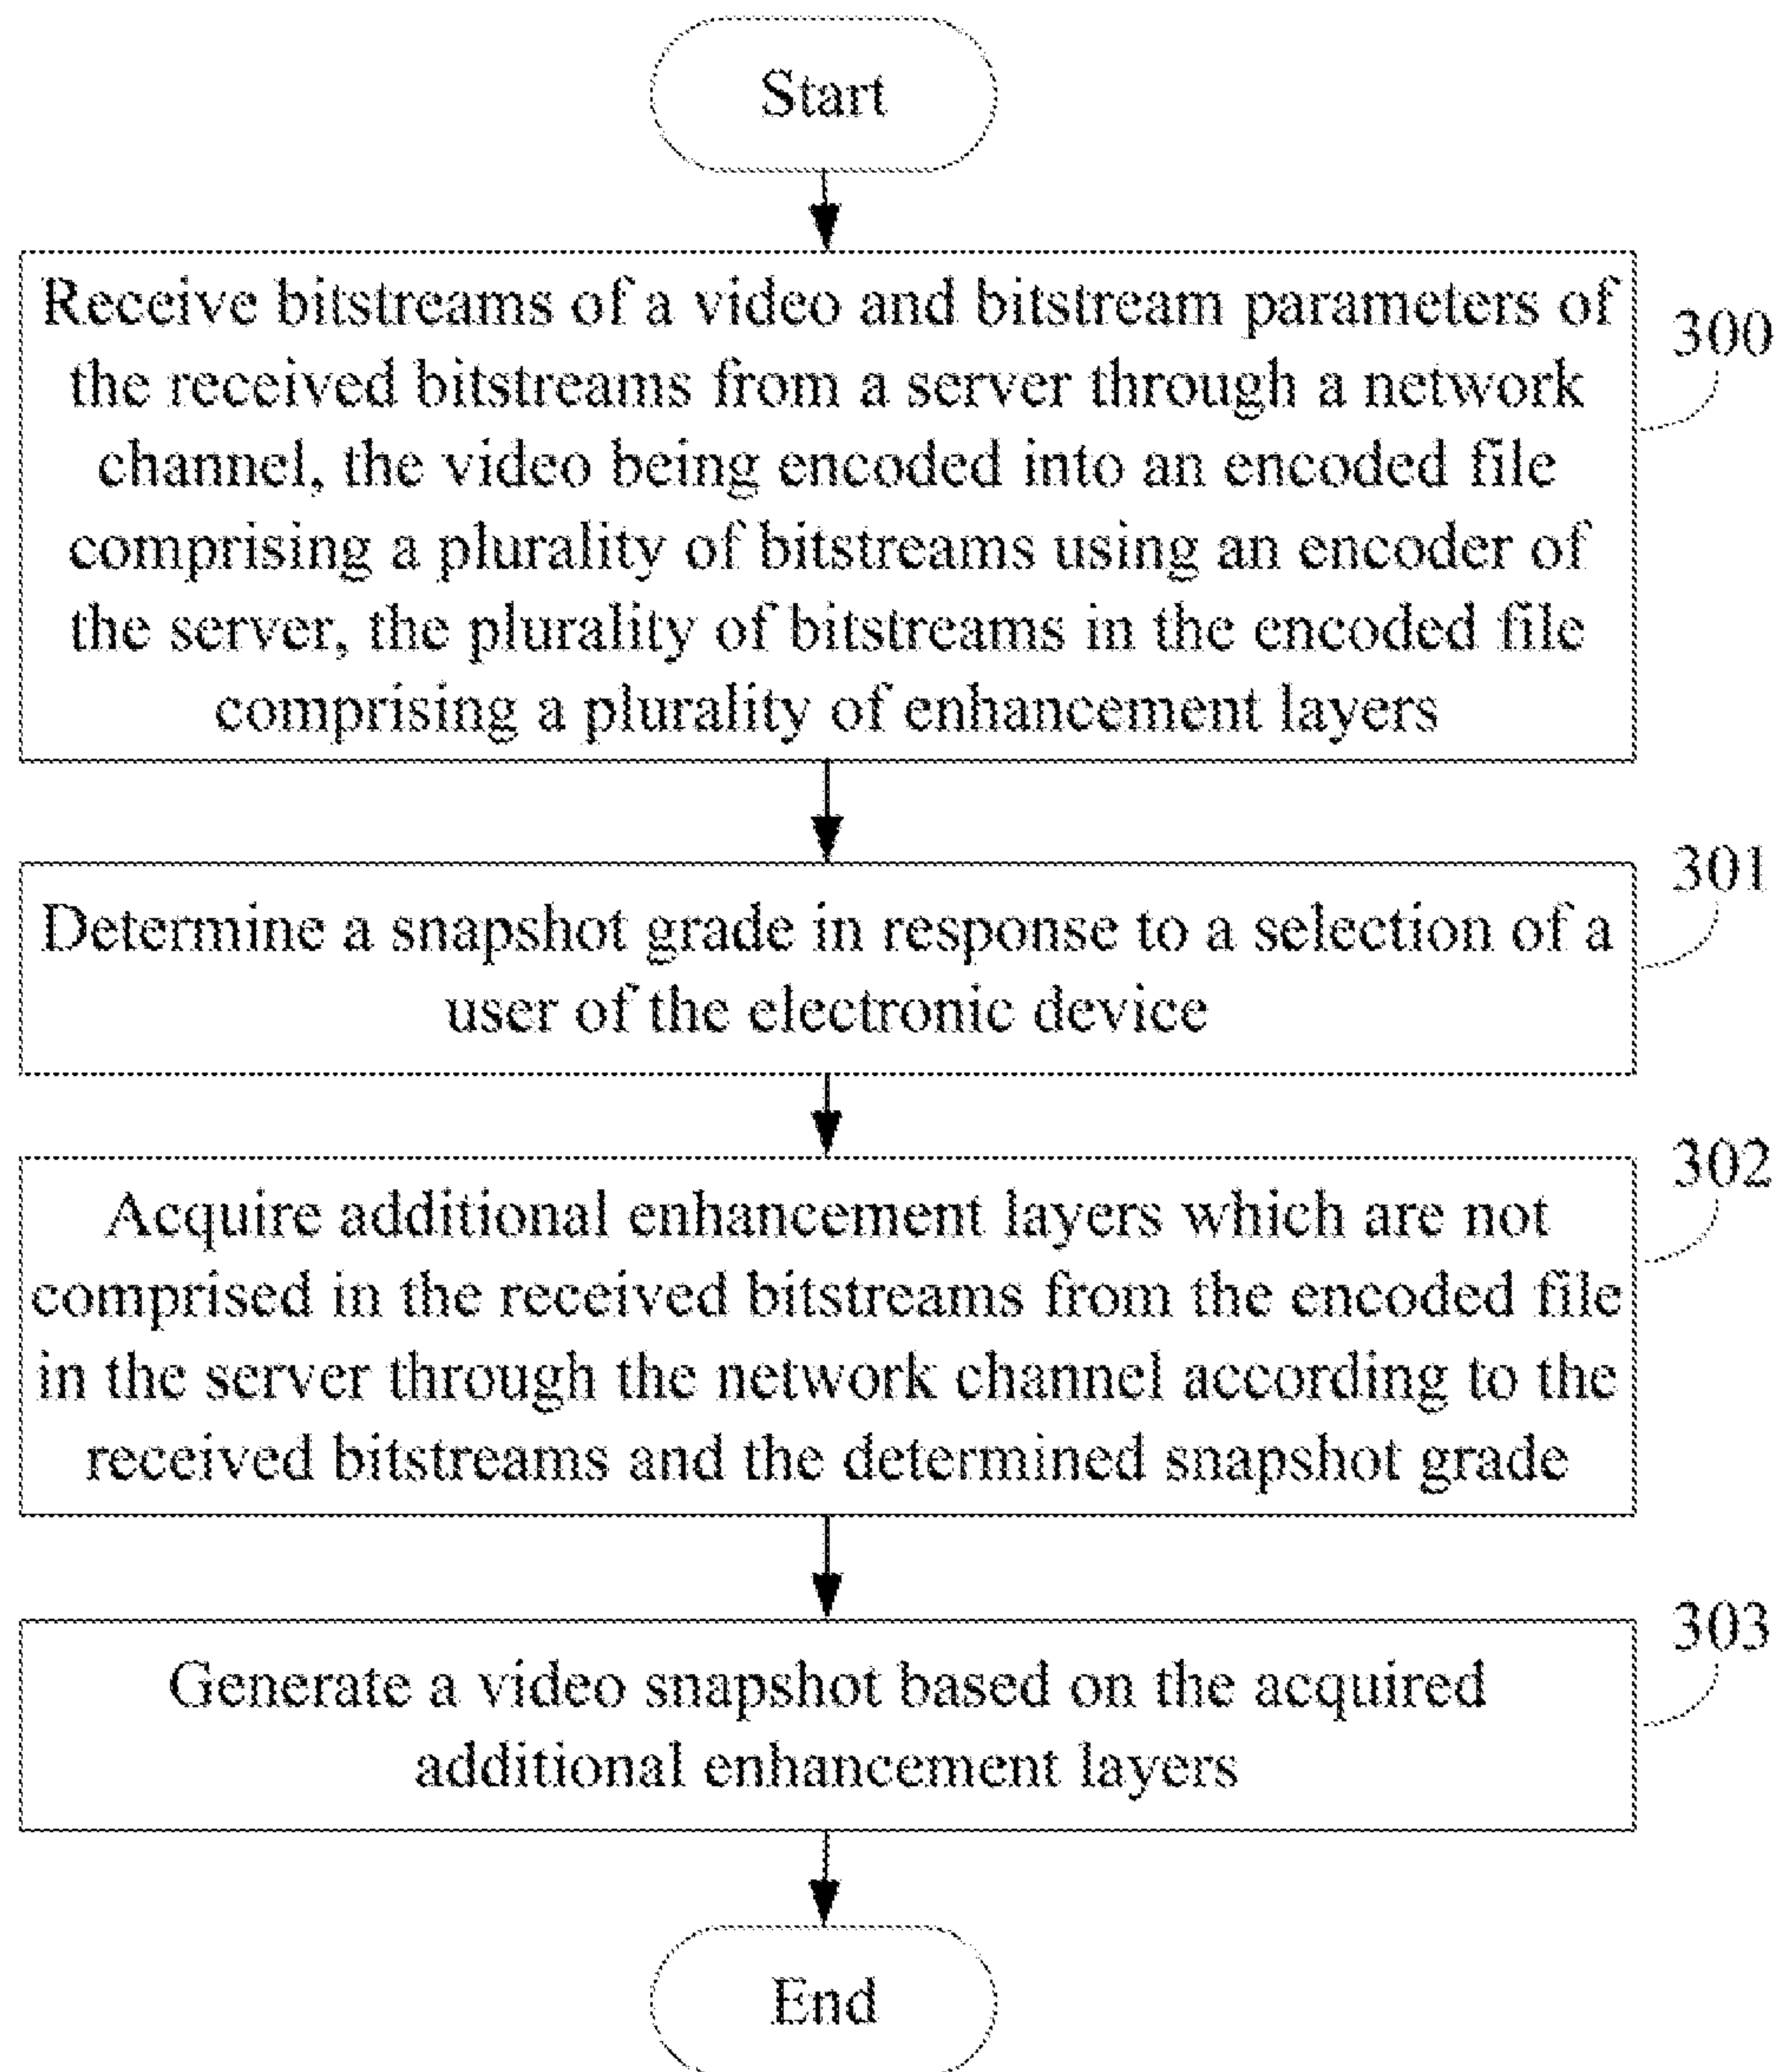 Start
Receive bitstreams of a video and bitstream parameters of
the received bitstreams from a server through a network
channel, the video being encoded into an encoded file
comprising a plurality of bitstreams using an encoder of
the server, the plurality of bitstreams in the encoded file
comprising a plurality of enhancement layers
300
Determine a snapshot grade in response to a selection of a
user of the electronic device
301
Acquire additional enhancement layers which are not
comprised in the received bitstreams from the encoded file
in the server through the network channel according to the
received bitstreams and the determined snapshot grade
302
Generate a video snapshot based on the acquired
additional enhancement layers
303
End